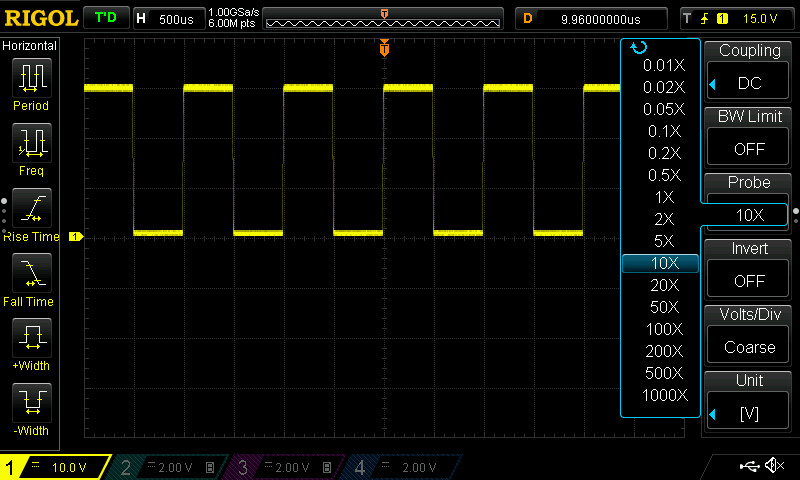 RIGOL T'D H 500us 1.00GSa/s 6.00M pts T D 9.96000000us T 1 15.0 V
Horizontal
Period
Freq
Rise Time
Fall Time
+Width
-Width
T
1
0.01X
0.02X
0.05X
0.1X
0.2X
0.5X
1X
2X
5X
10X
20X
50X
100X
200X
500X
1000X
Coupling
DC
BW Limit
OFF
Probe
10X
Invert
OFF
Volts/Div
Coarse
Unit
[V]
1 10.0 V 2 2.00 V B 3 2.00 V B 4 2.00 V